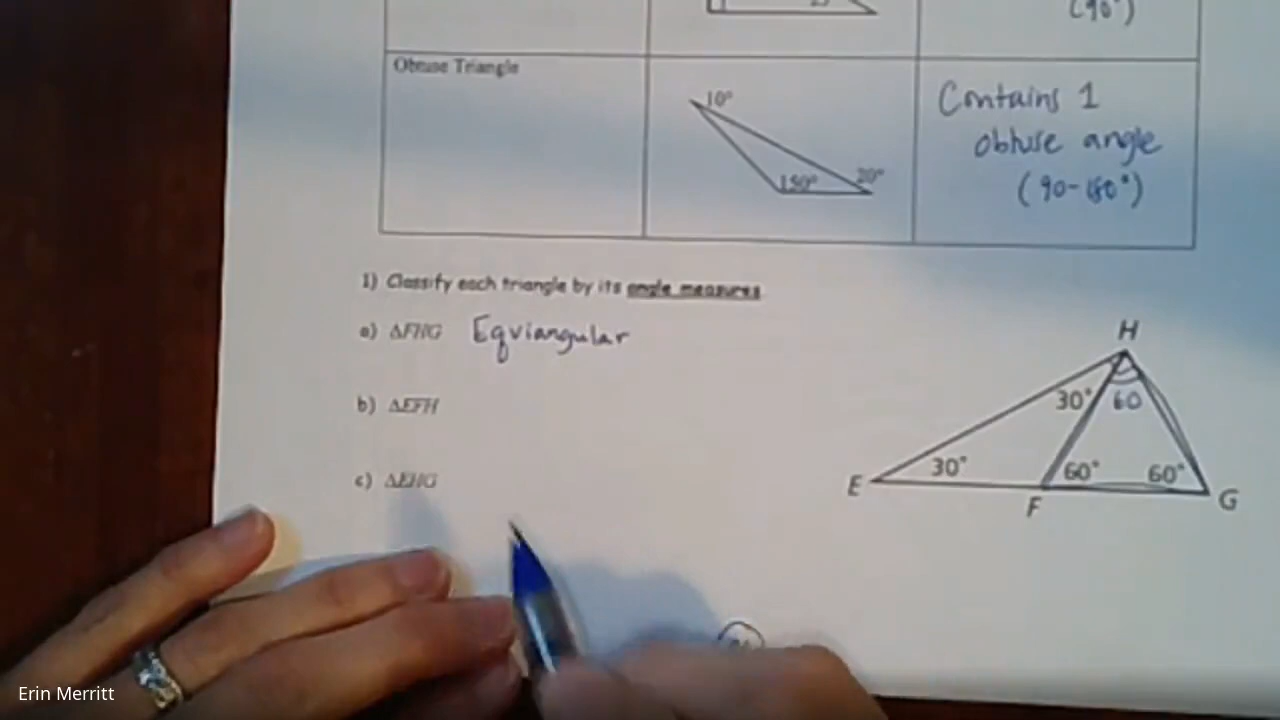 (90°)
Obtuse Triangle
10°
150°
20°
Contains 1
obtuse angle
(90-180°)
1) Classify each triangle by its angle measures
a) ΔFHG Equiangular
b) ΔEFH
c) ΔEHG
H
30° 60
30° 60° 60°
E F G
Erin Merritt